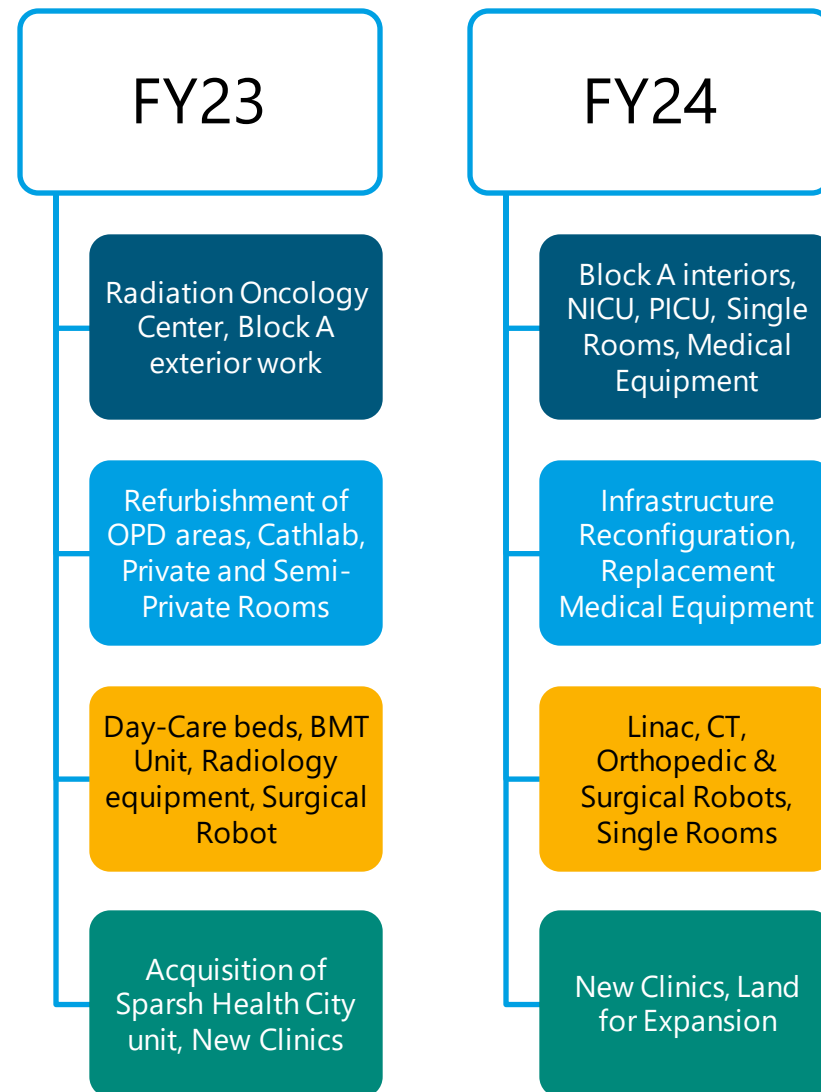 FY23
Radiation Oncology
Center, Block A
exterior work
Refurbishment of
OPD areas, Cathlab,
Private and Semi-
Private Rooms
Day-Care beds, BMT
Unit, Radiology
equipment, Surgical
Robot
Acquisition of
Sparsh Health City
unit, New Clinics
FY24
Block A interiors,
NICU, PICU, Single
Rooms, Medical
Equipment
Infrastructure
Reconfiguration,
Replacement
Medical Equipment
Linac, CT,
Orthopedic &
Surgical Robots,
Single Rooms
New Clinics, Land
for Expansion